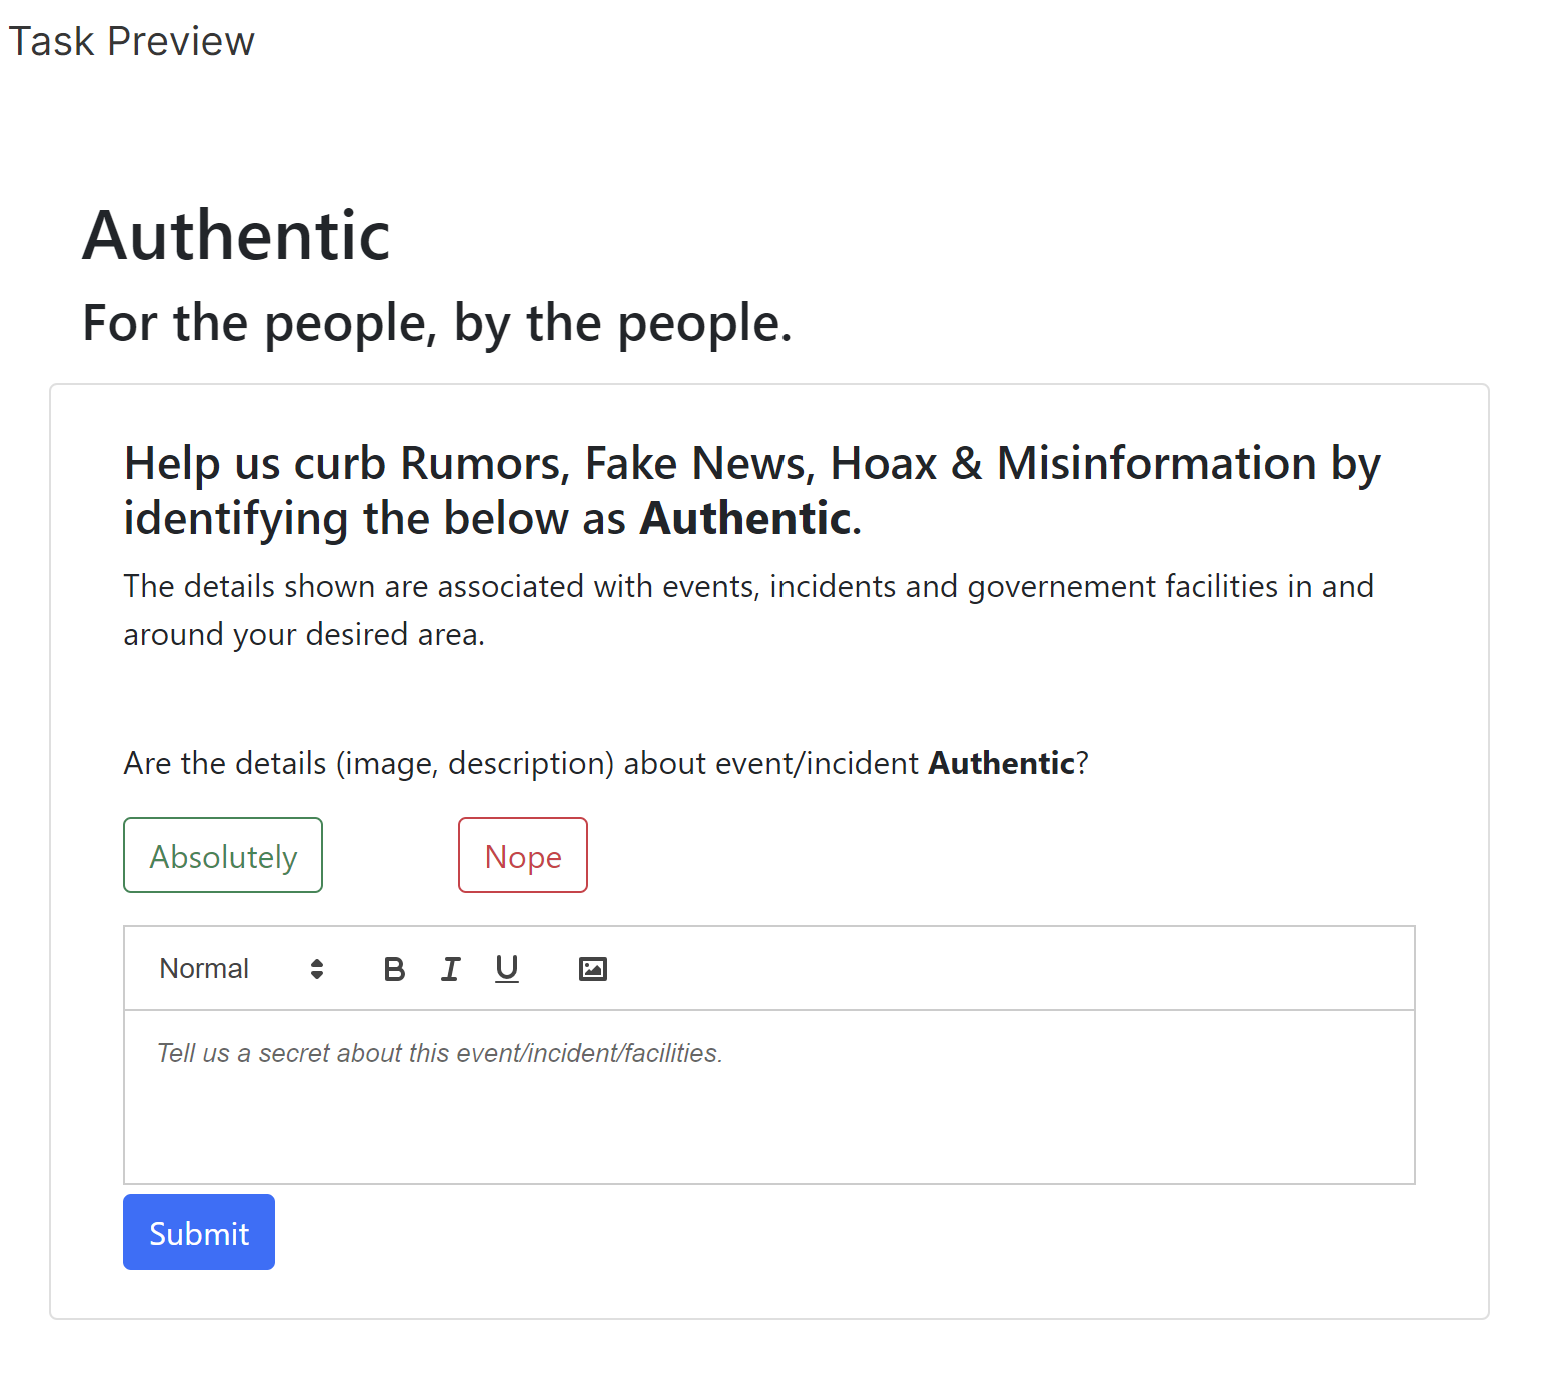 Task Preview
Authentic
For the people, by the people.
Help us curb Rumors, Fake News, Hoax & Misinformation by
identifying the below as Authentic.
The details shown are associated with events, incidents and governement facilities in and
around your desired area.
Are the details (image, description) about event/incident Authentic?
Absolutely Nope
Normal B I U
Tell us a secret about this event/incident/facilities.
Submit